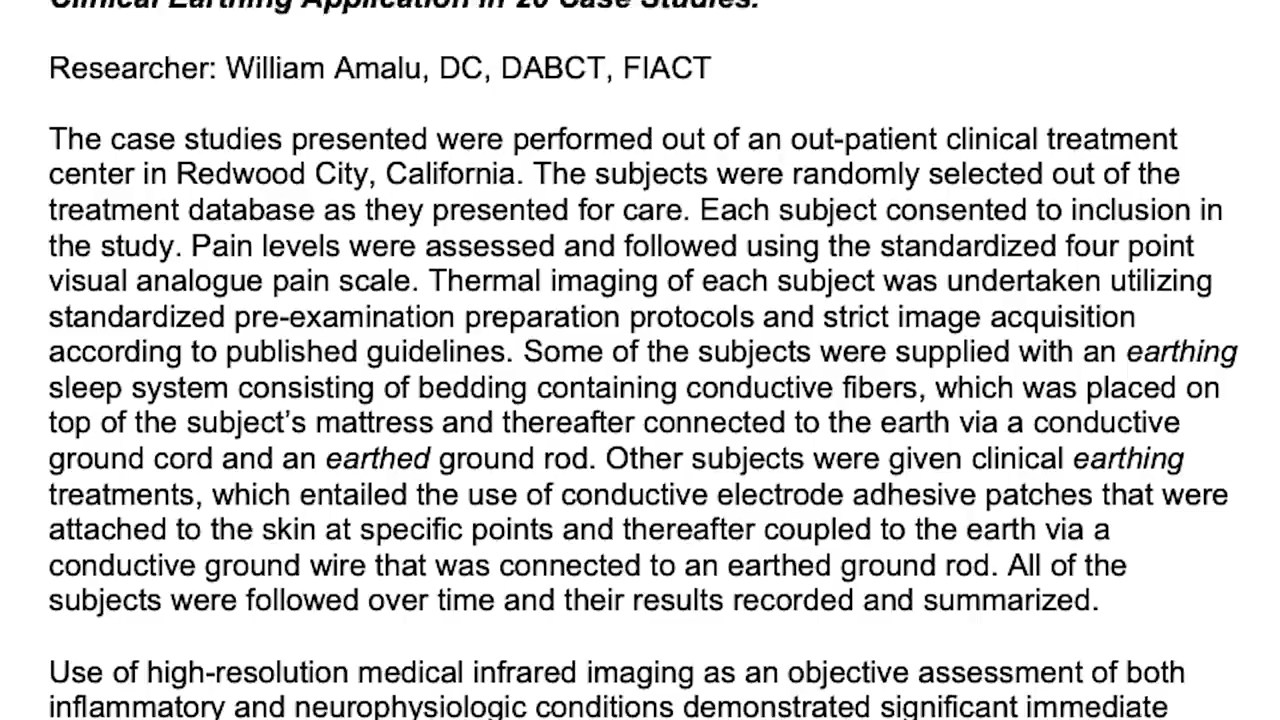 Clinical Earthing Application in 20 Case Studies.
Researcher: William Amalu, DC, DABCT, FIACT
The case studies presented were performed out of an out-patient clinical treatment
center in Redwood City, California. The subjects were randomly selected out of the
treatment database as they presented for care. Each subject consented to inclusion in
the study. Pain levels were assessed and followed using the standardized four point
visual analogue pain scale. Thermal imaging of each subject was undertaken utilizing
standardized pre-examination preparation protocols and strict image acquisition
according to published guidelines. Some of the subjects were supplied with an earthing
sleep system consisting of bedding containing conductive fibers, which was placed on
top of the subject’s mattress and thereafter connected to the earth via a conductive
ground cord and an earthed ground rod. Other subjects were given clinical earthing
treatments, which entailed the use of conductive electrode adhesive patches that were
attached to the skin at specific points and thereafter coupled to the earth via a
conductive ground wire that was connected to an earthed ground rod. All of the
subjects were followed over time and their results recorded and summarized.
Use of high-resolution medical infrared imaging as an objective assessment of both
inflammatory and neurophysiologic conditions demonstrated significant immediate